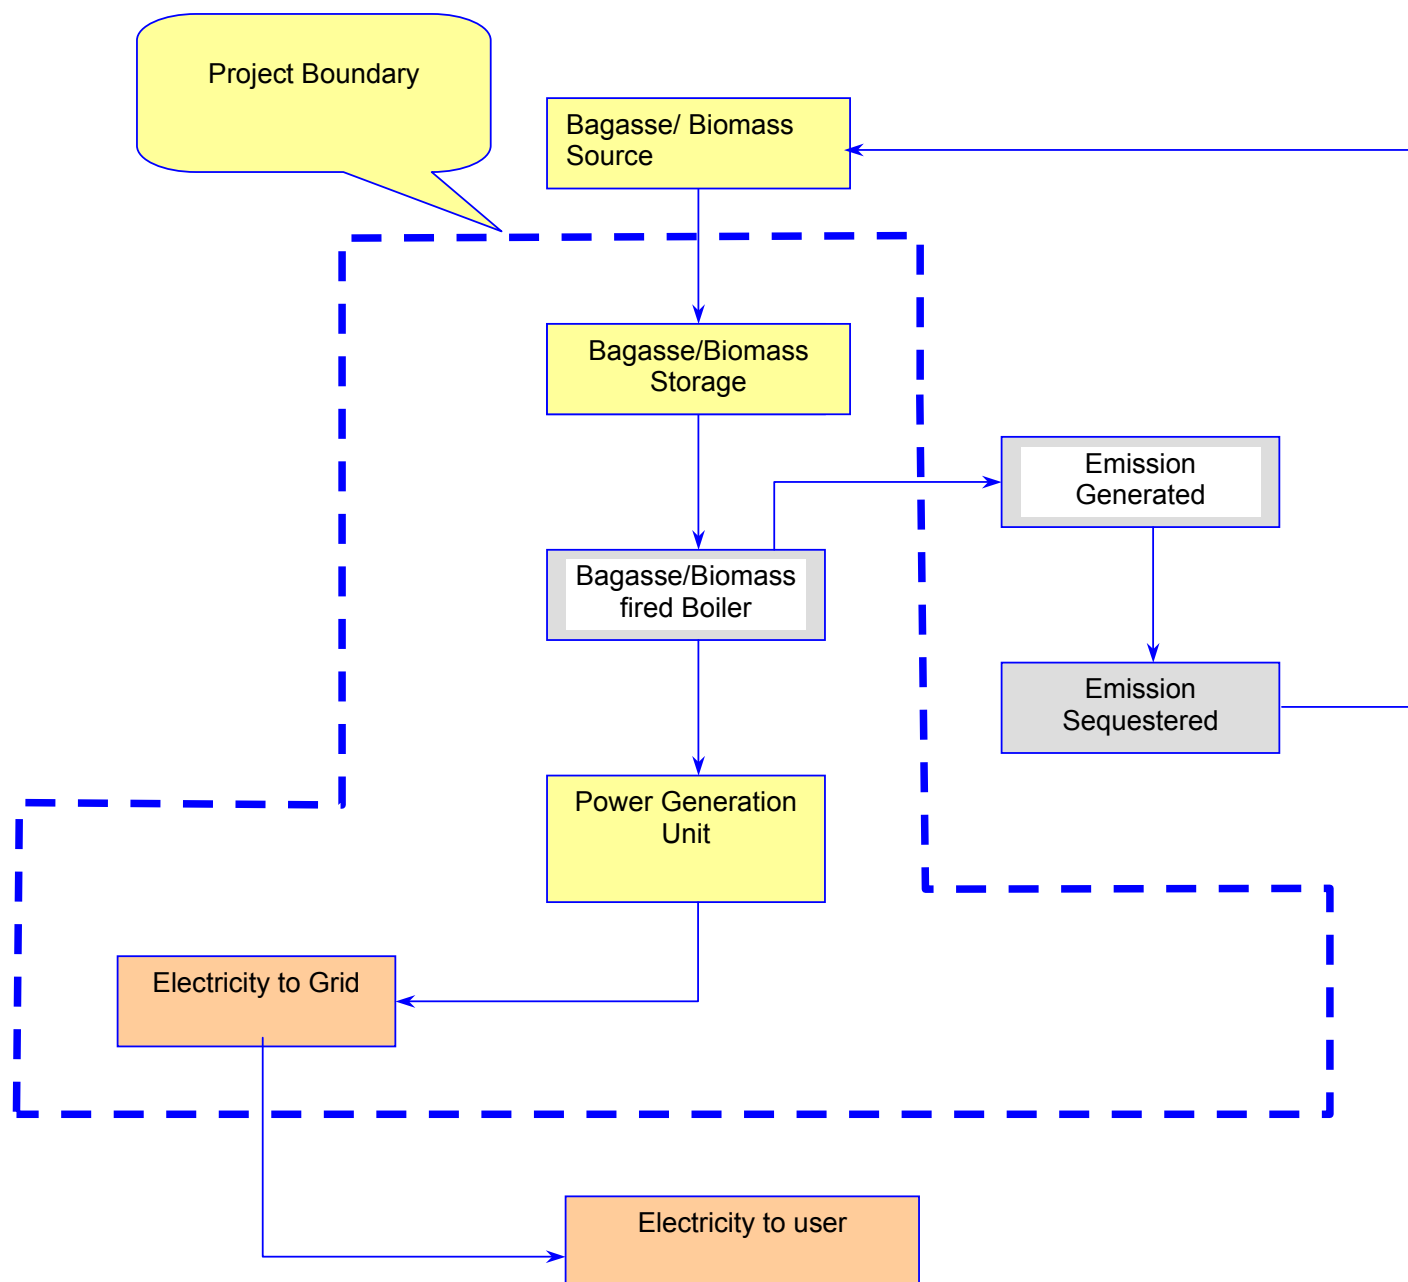 Project Boundary
Bagasse/ Biomass
Source
Bagasse/Biomass
Storage
Emission
Generated
Bagasse/Biomass
fired Boiler
Emission
Sequestered
Power Generation
Unit
Electricity to Grid
Electricity to user